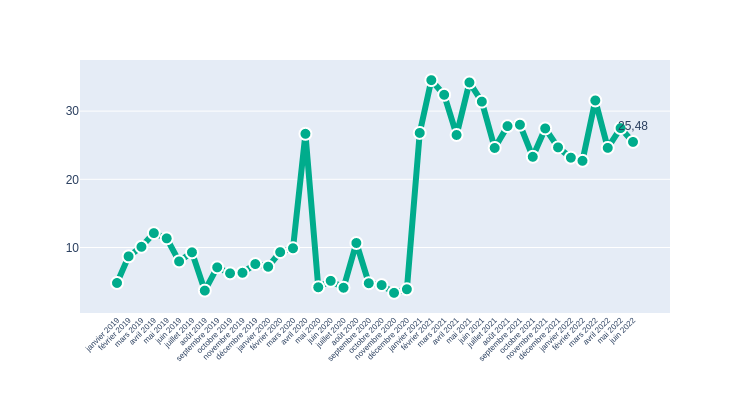 30
20
10
25,48
janvier 2019
février 2019
mars 2019
avril 2019
mai 2019
juin 2019
juillet 2019
août 2019
septembre 2019
octobre 2019
novembre 2019
décembre 2019
janvier 2020
février 2020
mars 2020
avril 2020
mai 2020
juin 2020
juillet 2020
août 2020
septembre 2020
octobre 2020
novembre 2020
décembre 2020
janvier 2021
février 2021
mars 2021
avril 2021
mai 2021
juin 2021
juillet 2021
août 2021
septembre 2021
octobre 2021
novembre 2021
décembre 2021
janvier 2022
février 2022
mars 2022
avril 2022
mai 2022
juin 2022